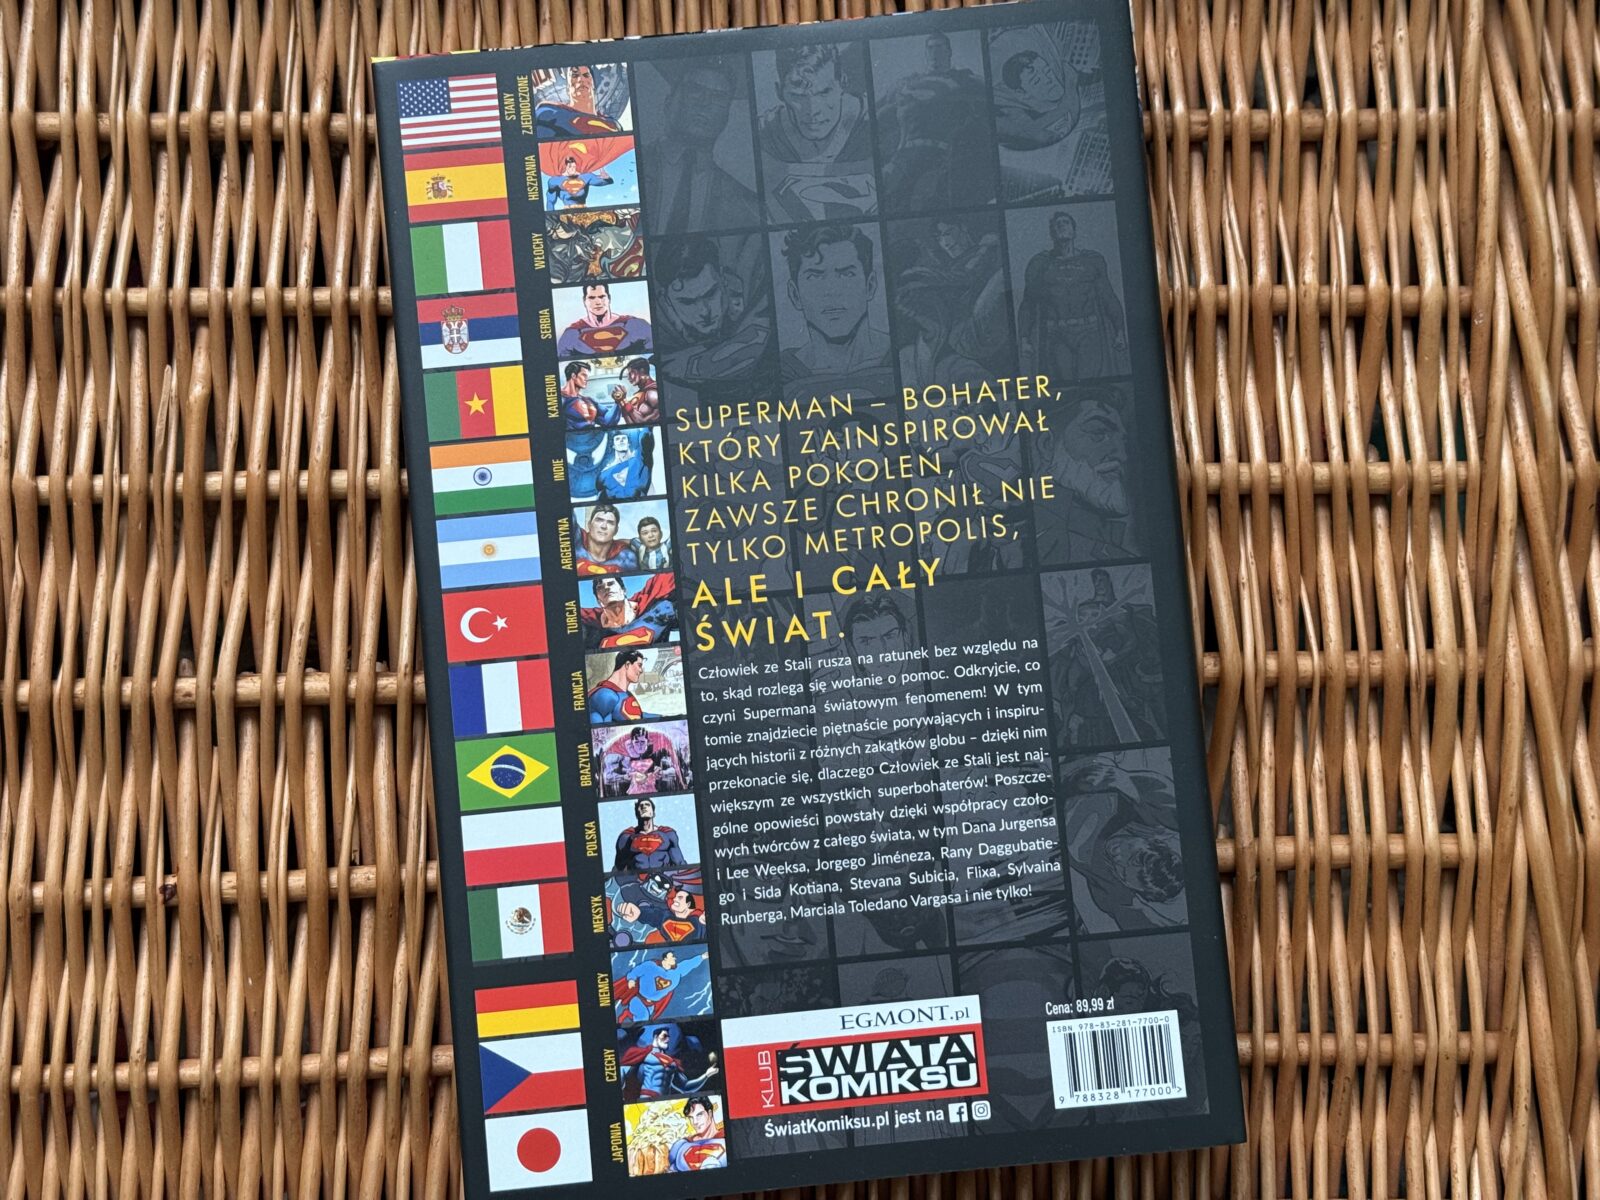 STANY
ZJEDNOCZONE
HISZPANIA
WŁOCHY
SERBIA
KAMERUN
INDIE
ARGENTYNA
TURCJA
FRANCJA
BRAZYLIA
POLSKA
MEKSYK
NIEMCY
CZECHY
JAPONIA
SUPERMAN – BOHATER,
KTÓRY ZAINSPIROWAŁ
KILKA POKOLEŃ,
ZAWSZE CHRONIŁ NIE
TYLKO METROPOLIS,
ALE I CAŁY
ŚWIAT.
Człowiek ze Stali rusza na ratunek bez względu na
to, skąd rozlega się wołanie o pomoc. Odkryjcie, co
czyni Supermana światowym fenomenem! W tym
tomie znajdziecie piętnaście porywających i inspiru-
jących historii z różnych zakątków globu – dzięki nim
przekonacie się, dlaczego Człowiek ze Stali jest naj-
większym ze wszystkich superbohaterów! Poszcze-
gólne opowieści powstały dzięki współpracy czoło-
wych twórców z całego świata, w tym Dana Jurgensa
i Lee Weeksa, Jorgego Jiméneza, Rany Daggubatie-
go i Sida Kotiana, Stevana Subicia, Flixa, Sylvaina
Runberga, Marciala Toledano Vargasa i nie tylko!
EGMONT.pl
KLUB
ŚWIATA
KOMIKSU
ŚwiatKomiksu.pl jest na
Cena: 89,99 zł
ISBN 978-83-281-7700-0
9 788328 177000 >